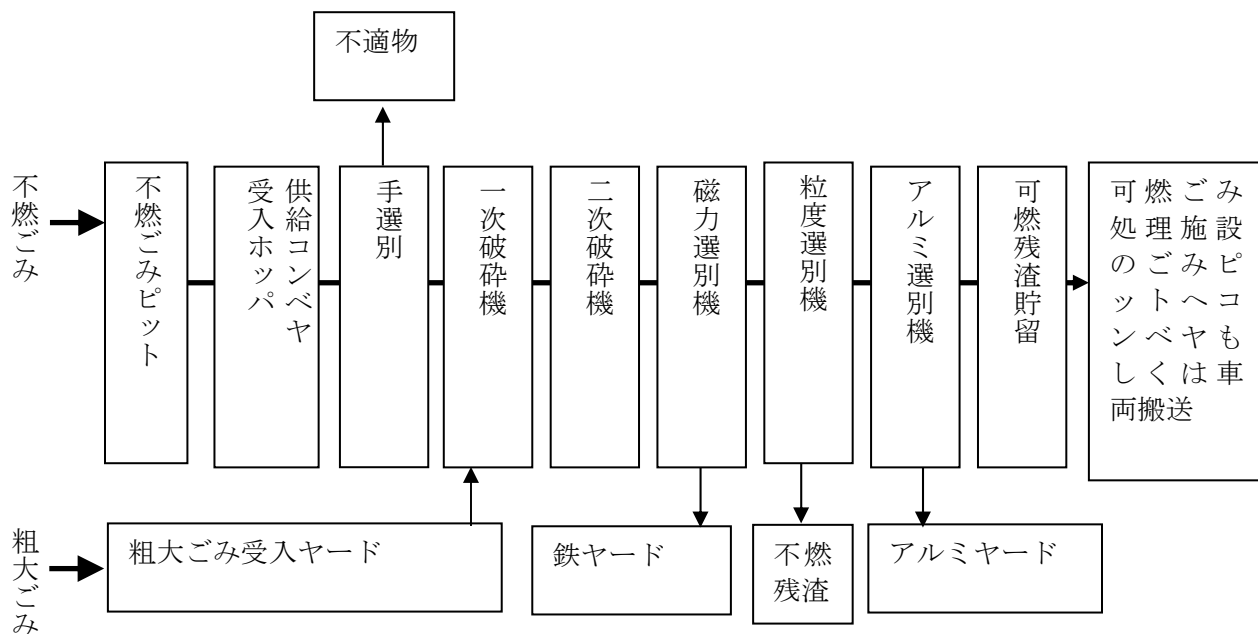 不適物
不燃ごみ
不燃ごみピット
受入ホッパ
供給コンベヤ
手選別
一次破砕機
二次破砕機
磁力選別機
粒度選別機
アルミ選別機
可燃残渣貯留
可燃ごみ
処理施設
のごみピ
ットへコ
ンベヤも
しくは車
両搬送
粗大ごみ
粗大ごみ受入ヤード
鉄ヤード
不燃
残渣
アルミヤード